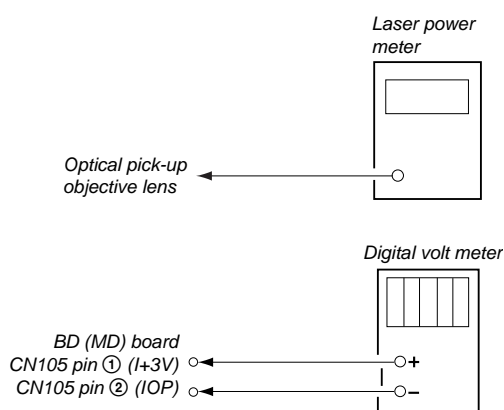 Laser power
meter
Optical pick-up
objective lens
Digital volt meter
BD (MD) board
CN105 pin ① (I+3V)
CN105 pin ② (IOP)
+
–